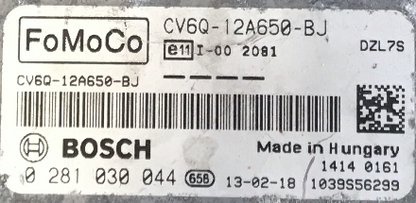 FoMoCo CV6Q-12A650-BJ
e11 I-00 2081 DZL7S
CV6Q-12A650-BJ
BOSCH Made in Hungary
1414 0161
0 281 030 044 658 13-02-18 1039S56299